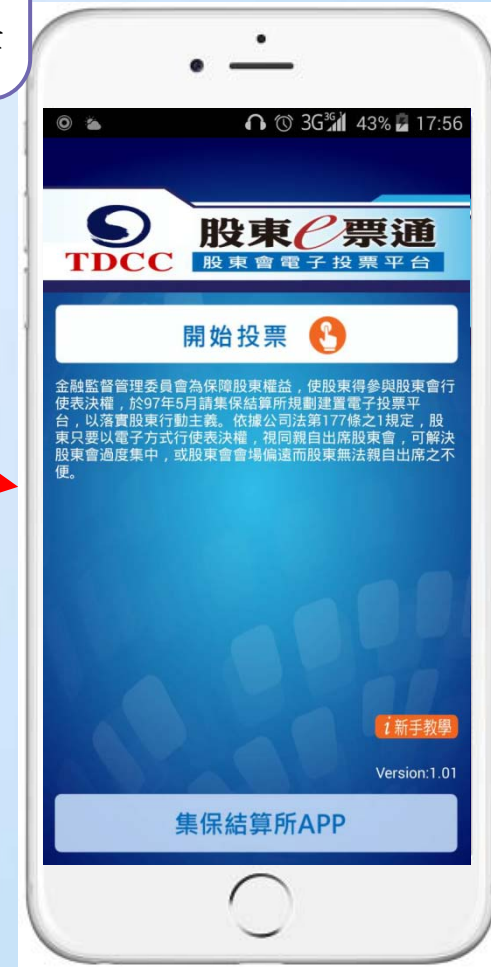 3G 3G 43% 17:56
TDCC
股東e票通
股東會電子投票平台
開始投票
金融監督管理委員會為保障股東權益，使股東得參與股東會行
使表決權，於97年5月請集保結算所規劃建置電子投票平
台，以落實股東行動主義。依據公司法第177條之1規定，股
東只要以電子方式行使表決權，視同親自出席股東會，可解決
股東會過度集中，或股東會會場偏遠而股東無法親自出席之不
便。
i 新手教學
Version:1.01
集保結算所APP